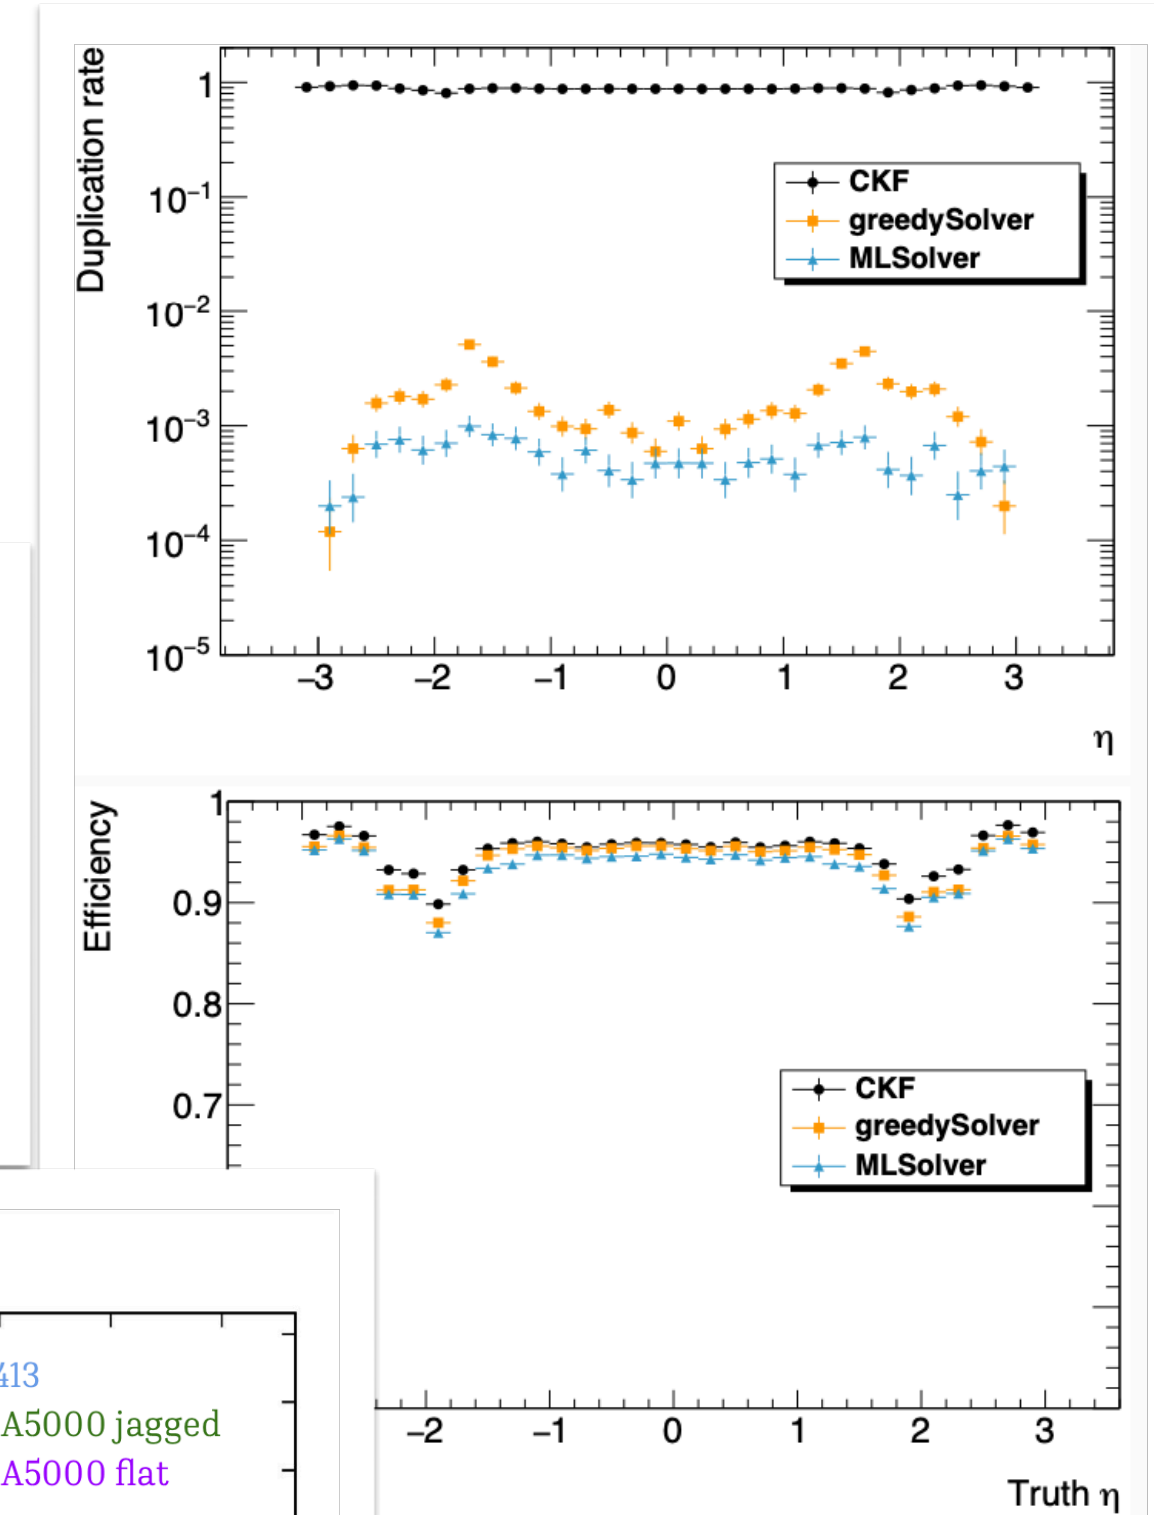 Duplication rate
1
10⁻¹
10⁻²
10⁻³
10⁻⁴
10⁻⁵
CKF
greedySolver
MLSolver
−3 −2 −1 0 1 2 3
η
Efficiency
1
0.9
0.8
0.7
CKF
greedySolver
MLSolver
−2 −1 0 1 2 3
Truth η
413
A5000 jagged
A5000 flat